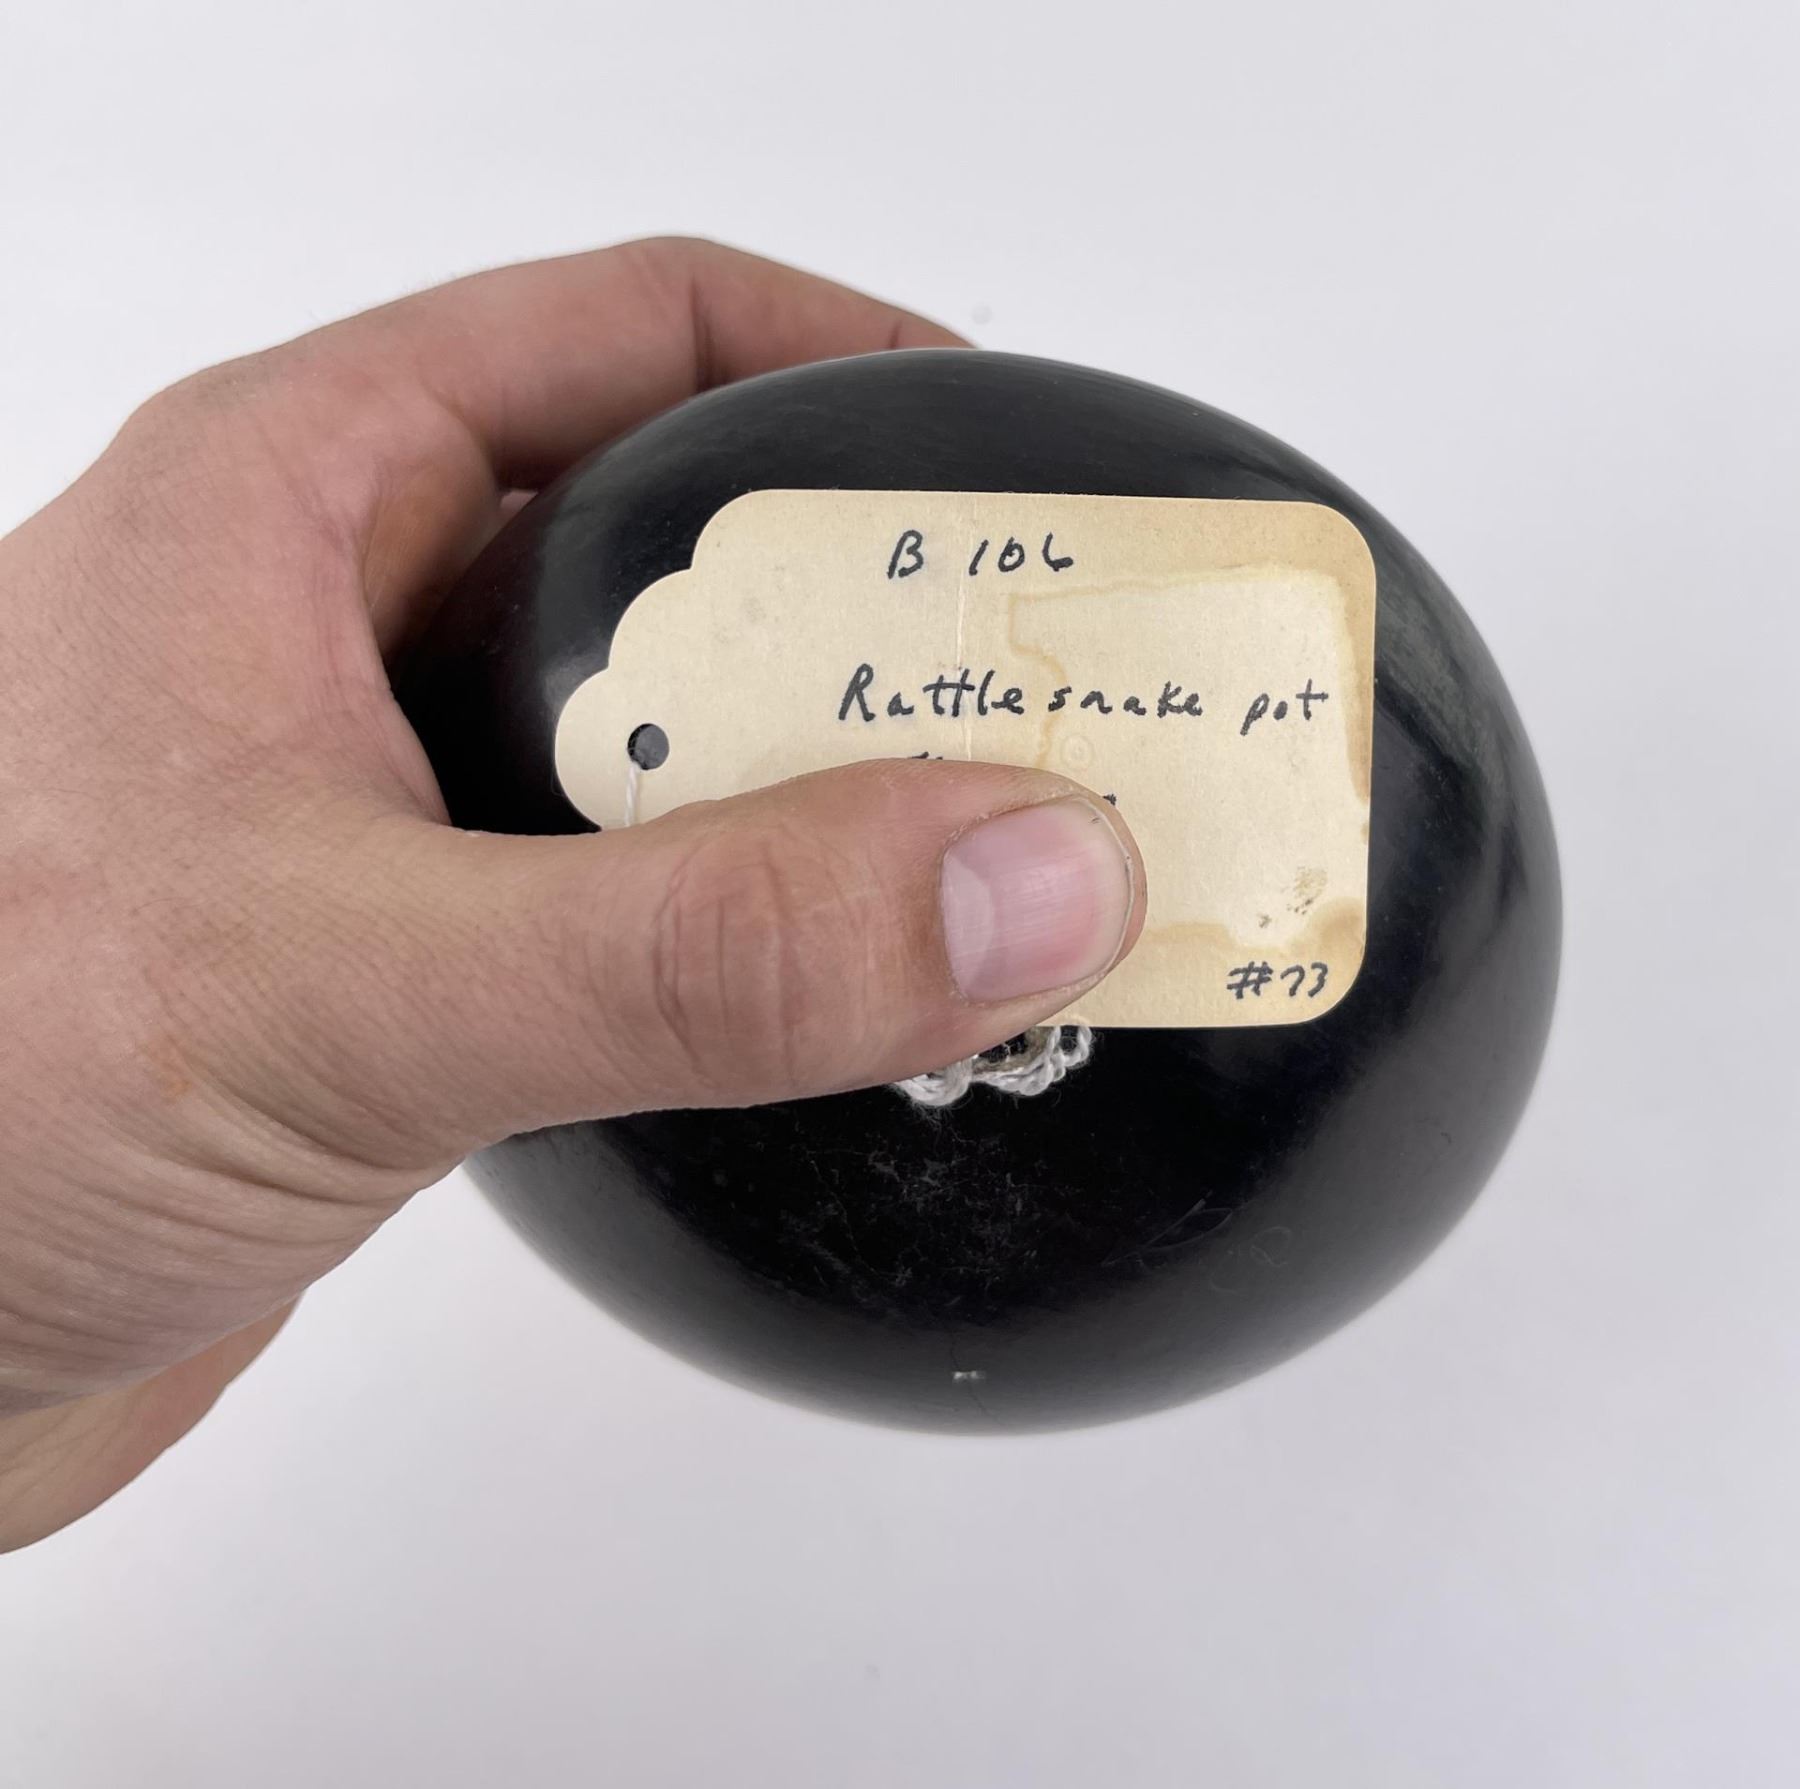 B 106
Rattlesnake pot
#73